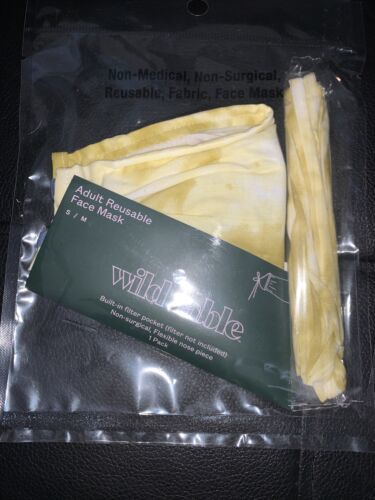 Non-Medical, Non-Surgical,
Reusable, Fabric, Face Mask
Adult Reusable
Face Mask
S / M
wild fable
Built-in filter pocket (filter not included)
Non-surgical, Flexible nose piece
1 Pack